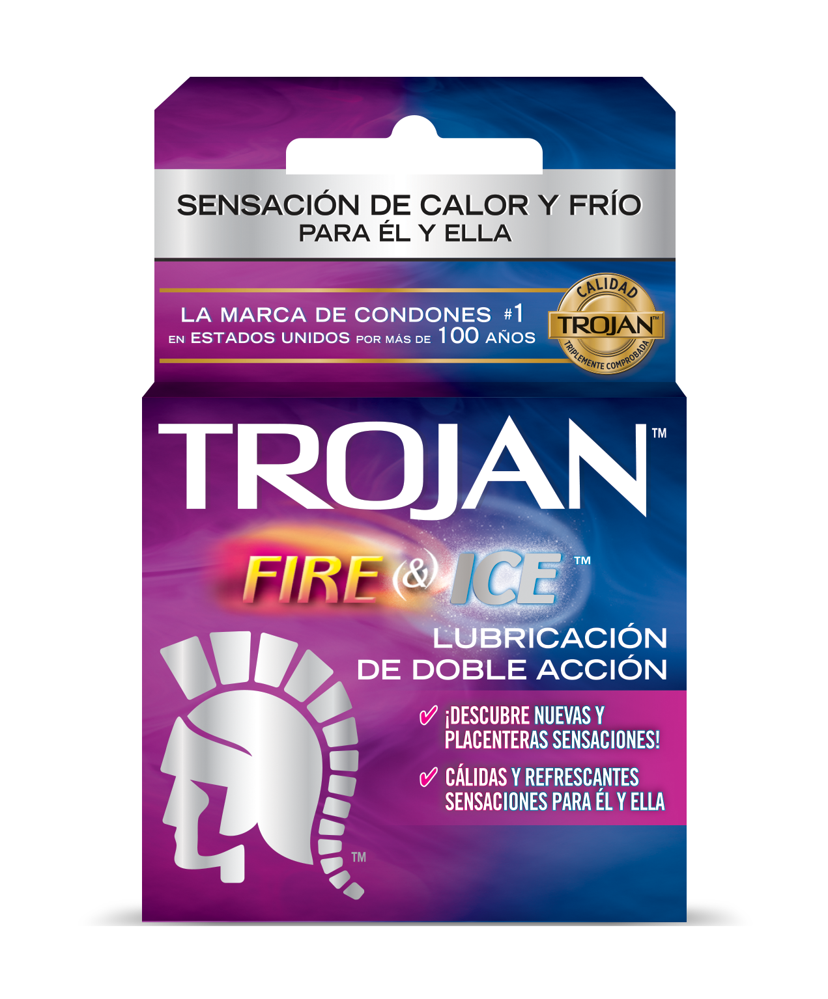 SENSACIÓN DE CALOR Y FRÍO
PARA ÉL Y ELLA
LA MARCA DE CONDONES #1
EN ESTADOS UNIDOS POR MÁS DE 100 AÑOS
CALIDAD
TROJAN™
TRIPLEMENTE COMPROBADA
TROJAN™
FIRE & ICE™
LUBRICACIÓN
DE DOBLE ACCIÓN
¡DESCUBRE NUEVAS Y
PLACENTERAS SENSACIONES!
CÁLIDAS Y REFRESCANTES
SENSACIONES PARA ÉL Y ELLA
TM